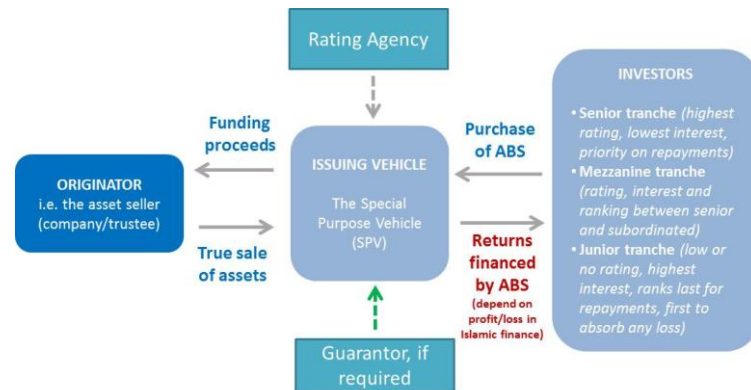 Rating Agency
Funding
proceeds
ORIGINATOR
i.e. the asset seller
(company/trustee)
True sale
of assets
ISSUING VEHICLE
The Special
Purpose Vehicle
(SPV)
Purchase
of ABS
Returns
financed
by ABS
(depend on
profit/loss in
Islamic finance)
INVESTORS
• Senior tranche (highest
rating, lowest interest,
priority on repayments)
• Mezzanine tranche
(rating, interest and
ranking between senior
and subordinated)
• Junior tranche (low or
no rating, highest
interest, ranks last for
repayments, first to
absorb any loss)
Guarantor, if
required